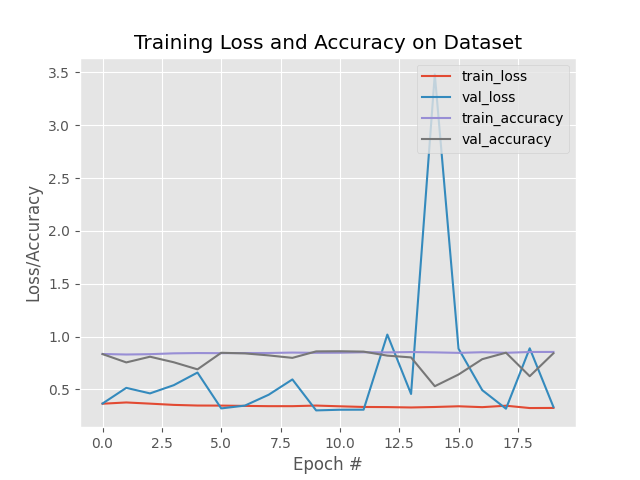 Training Loss and Accuracy on Dataset
train_loss
val_loss
train_accuracy
val_accuracy
Loss/Accuracy
3.5
3.0
2.5
2.0
1.5
1.0
0.5
0.0 2.5 5.0 7.5 10.0 12.5 15.0 17.5
Epoch #